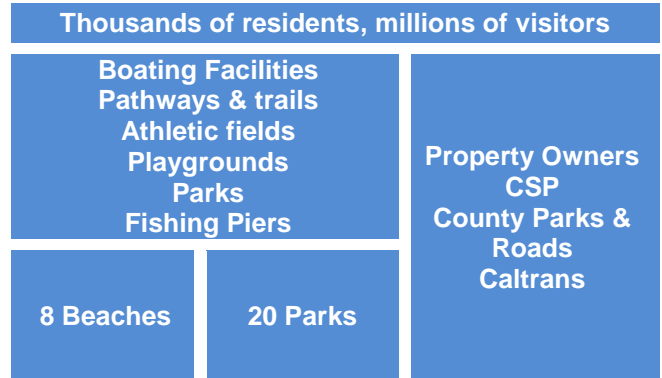 Thousands of residents, millions of visitors
Boating Facilities
Pathways & trails
Athletic fields
Playgrounds
Parks
Fishing Piers
Property Owners
CSP
County Parks &
Roads
Caltrans
8 Beaches
20 Parks